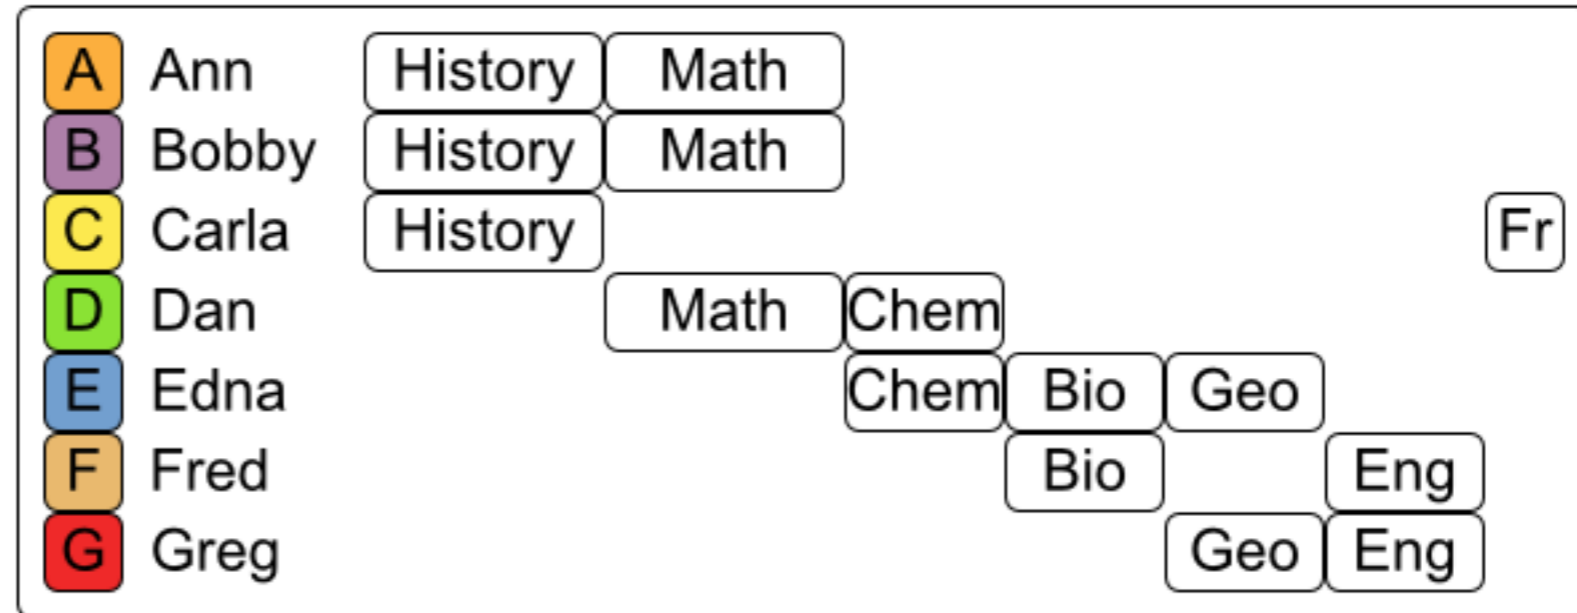 A Ann History Math
B Bobby History Math
C Carla History Fr
D Dan Math Chem
E Edna Chem Bio Geo
F Fred Bio Eng
G Greg Geo Eng